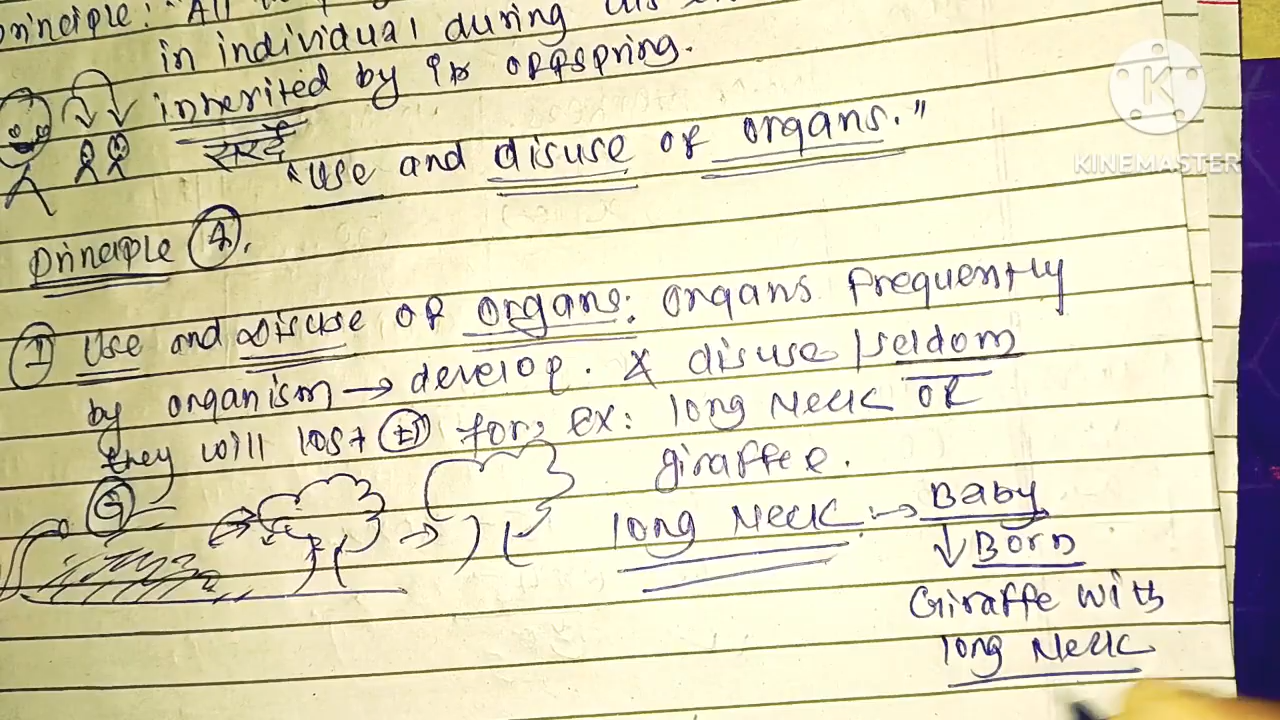 principle: "All
in individual during
inherited by its offspring.
"use and disuse of organs."
principle 4.
I use and Disuse of organs: organs frequently
by organism → develop. & disuse / seldom
they will lost for, Ex: long Neck of
giraffe e.
G
long Neck. → Baby
↓ Born
Giraffe with
long Neck
K
KINEMASTER